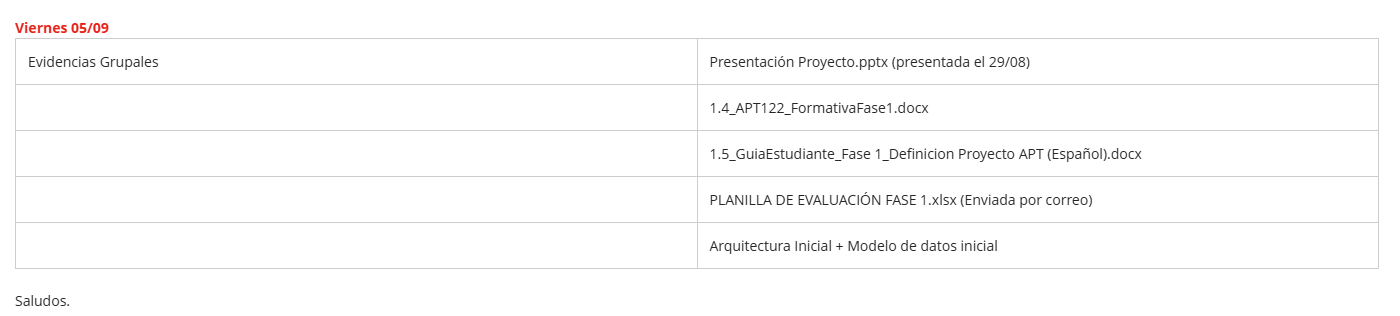 Viernes 05/09
Evidencias Grupales
Presentación Proyecto.pptx (presentada el 29/08)
1.4_APT122_FormativaFase1.docx
1.5_GuiaEstudiante_Fase 1_Definicion Proyecto APT (Español).docx
PLANILLA DE EVALUACIÓN FASE 1.xlsx (Enviada por correo)
Arquitectura Inicial + Modelo de datos inicial
Saludos.